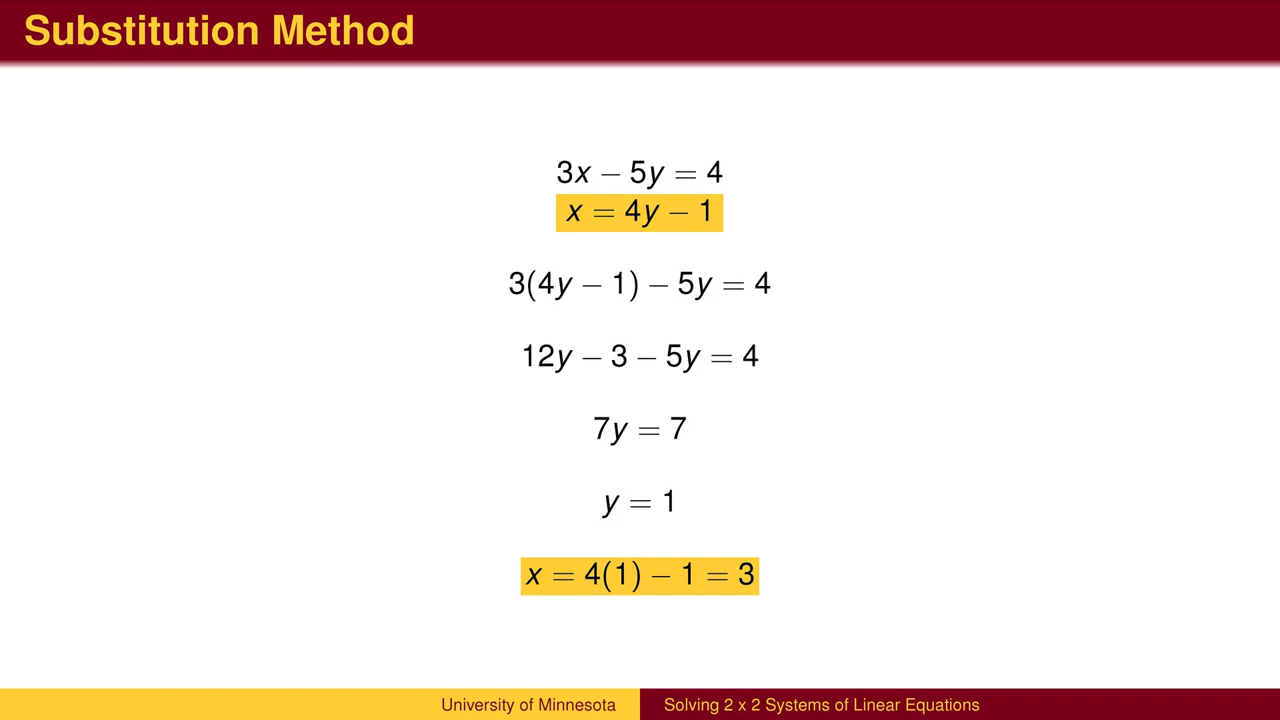 Substitution Method
3x − 5y = 4
x = 4y − 1
3(4y − 1) − 5y = 4
12y − 3 − 5y = 4
7y = 7
y = 1
x = 4(1) − 1 = 3
University of Minnesota
Solving 2 x 2 Systems of Linear Equations